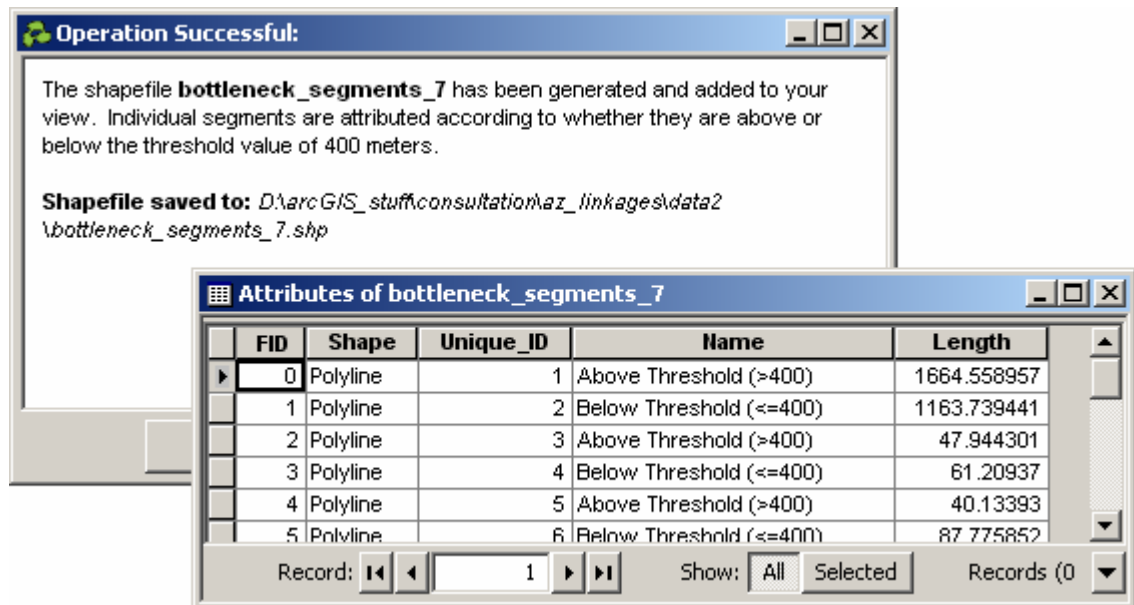 Operation Successful:
The shapefile bottleneck_segments_7 has been generated and added to your
view. Individual segments are attributed according to whether they are above or
below the threshold value of 400 meters.
Shapefile saved to: D:\arcGIS_stuff\consultation\az_linkages\data2
\bottleneck_segments_7.shp
Attributes of bottleneck_segments_7
FID Shape Unique_ID Name Length
0 Polyline 1 Above Threshold (>400) 1664.558957
1 Polyline 2 Below Threshold (<=400) 1163.739441
2 Polyline 3 Above Threshold (>400) 47.944301
3 Polyline 4 Below Threshold (<=400) 61.20937
4 Polyline 5 Above Threshold (>400) 40.13393
5 Polyline 6 Below Threshold (<=400) 87.775852
Record: 1 Show: All Selected Records (0